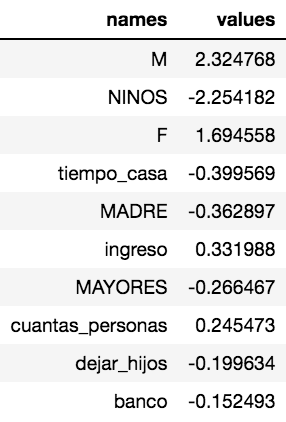 names values
M 2.324768
NINOS -2.254182
F 1.694558
tiempo_casa -0.399569
MADRE -0.362897
ingreso 0.331988
MAYORES -0.266467
cuantas_personas 0.245473
dejar_hijos -0.199634
banco -0.152493